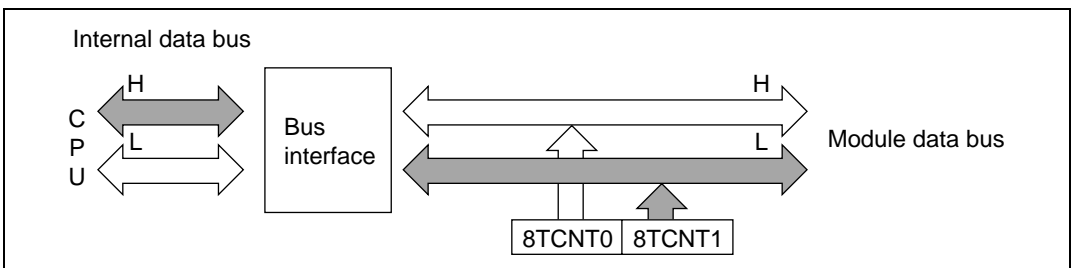 Internal data bus
H
H
C
P
U
L
L
Bus
interface
Module data bus
8TCNT0 8TCNT1